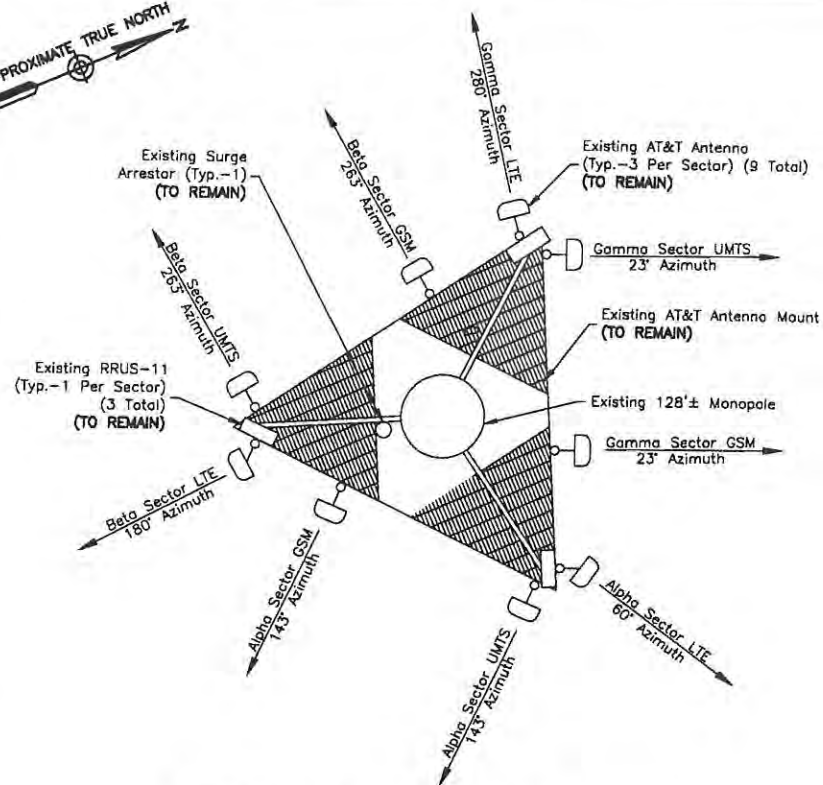 PROXIMATE TRUE NORTH
N
Gamma Sector LTE
280° Azimuth
Existing AT&T Antenna
(Typ.-3 Per Sector) (9 Total)
(TO REMAIN)
Beta Sector GSM
263° Azimuth
Existing Surge
Arrestor (Typ.-1)
(TO REMAIN)
Beta Sector UMTS
263° Azimuth
Gamma Sector UMTS
23° Azimuth
Existing AT&T Antenna Mount
(TO REMAIN)
Existing RRUS-11
(Typ.-1 Per Sector)
(3 Total)
(TO REMAIN)
Existing 128'± Monopole
Gamma Sector GSM
23° Azimuth
Beta Sector LTE
180° Azimuth
Alpha Sector GSM
143° Azimuth
Alpha Sector UMTS
143° Azimuth
Alpha Sector LTE
60° Azimuth